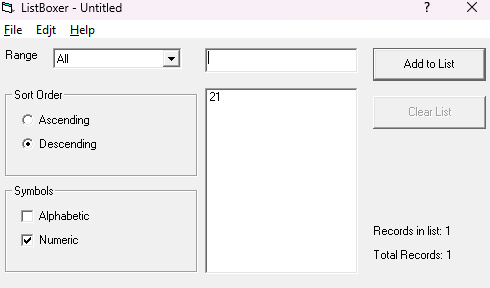 ListBoxer - Untitled
? ×
File Edjt Help
Range All Add to List
21
Sort Order
Ascending
Descending
Clear List
Symbols
Alphabetic
Numeric
Records in list: 1
Total Records: 1